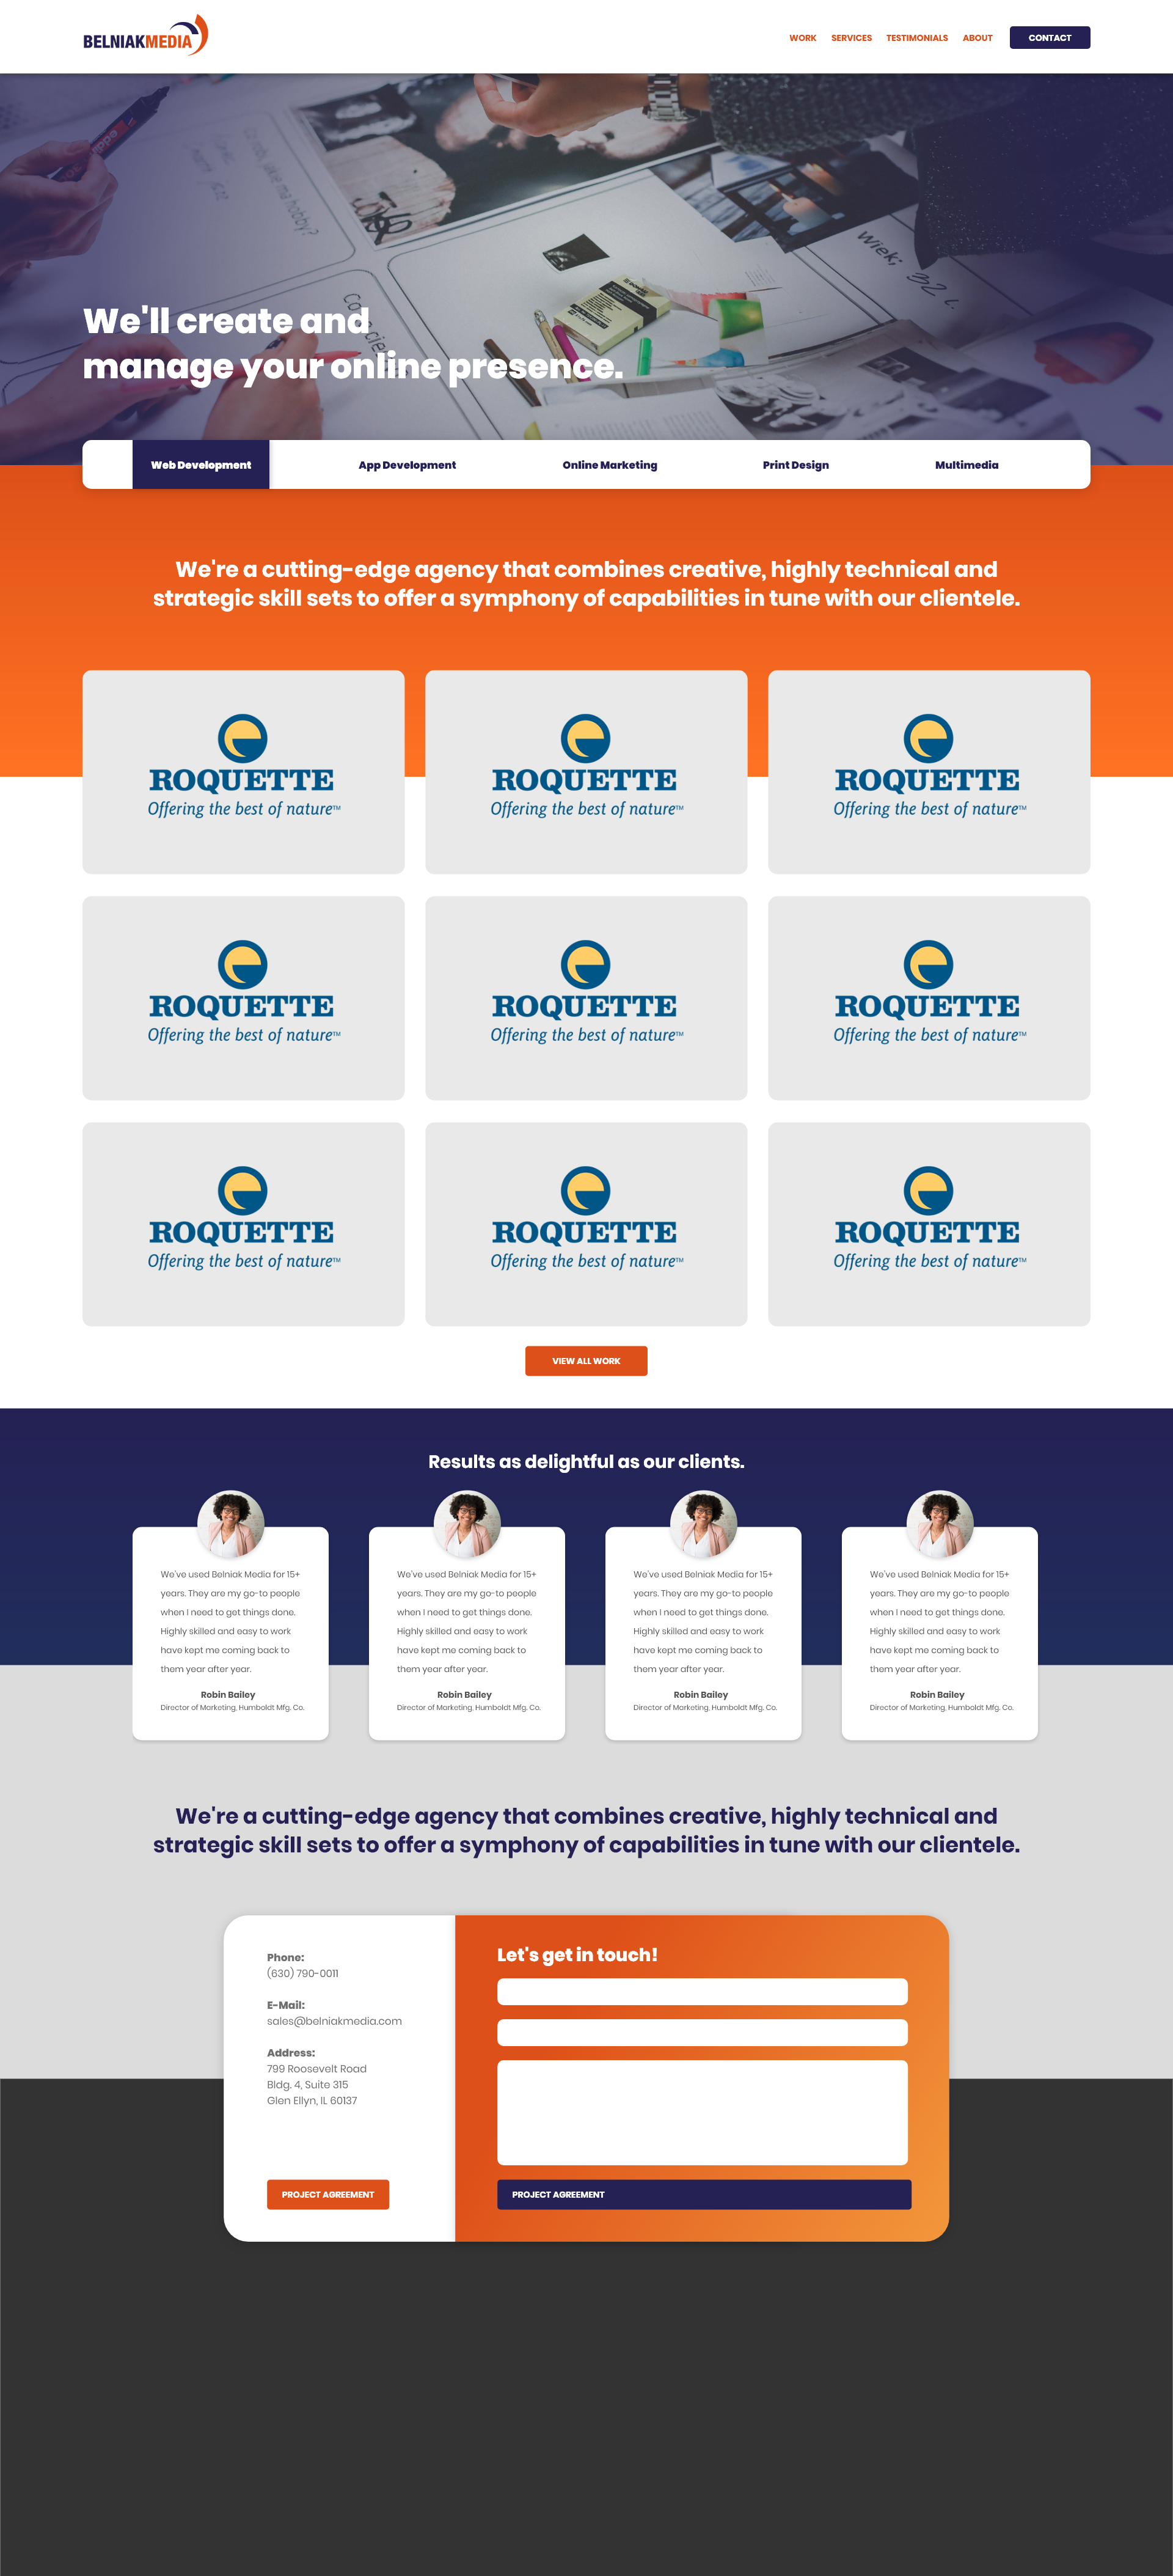 BELNIAKMEDIA
WORK SERVICES TESTIMONIALS ABOUT CONTACT
Wiek: 32 l.
We'll create and
manage your online presence.
Web Development App Development Online Marketing Print Design Multimedia
We're a cutting-edge agency that combines creative, highly technical and
strategic skill sets to offer a symphony of capabilities in tune with our clientele.
ROQUETTE ROQUETTE ROQUETTE
Offering the best of nature™ Offering the best of nature™ Offering the best of nature™
ROQUETTE ROQUETTE ROQUETTE
Offering the best of nature™ Offering the best of nature™ Offering the best of nature™
ROQUETTE ROQUETTE ROQUETTE
Offering the best of nature™ Offering the best of nature™ Offering the best of nature™
VIEW ALL WORK
Results as delightful as our clients.
We've used Belniak Media for 15+
years. They are my go-to people
when I need to get things done.
Highly skilled and easy to work
have kept me coming back to
them year after year.
Robin Bailey
Director of Marketing, Humboldt Mfg, Co.
We've used Belniak Media for 15+
years. They are my go-to people
when I need to get things done.
Highly skilled and easy to work
have kept me coming back to
them year after year.
Robin Bailey
Director of Marketing, Humboldt Mfg, Co.
We've used Belniak Media for 15+
years. They are my go-to people
when I need to get things done.
Highly skilled and easy to work
have kept me coming back to
them year after year.
Robin Bailey
Director of Marketing, Humboldt Mfg, Co.
We've used Belniak Media for 15+
years. They are my go-to people
when I need to get things done.
Highly skilled and easy to work
have kept me coming back to
them year after year.
Robin Bailey
Director of Marketing, Humboldt Mfg, Co.
We're a cutting-edge agency that combines creative, highly technical and
strategic skill sets to offer a symphony of capabilities in tune with our clientele.
Phone:
(630) 790-0011
E-Mail:
sales@belniakmedia.com
Address:
799 Roosevelt Road
Bldg. 4, Suite 315
Glen Ellyn, IL 60137
PROJECT AGREEMENT
Let's get in touch!
PROJECT AGREEMENT